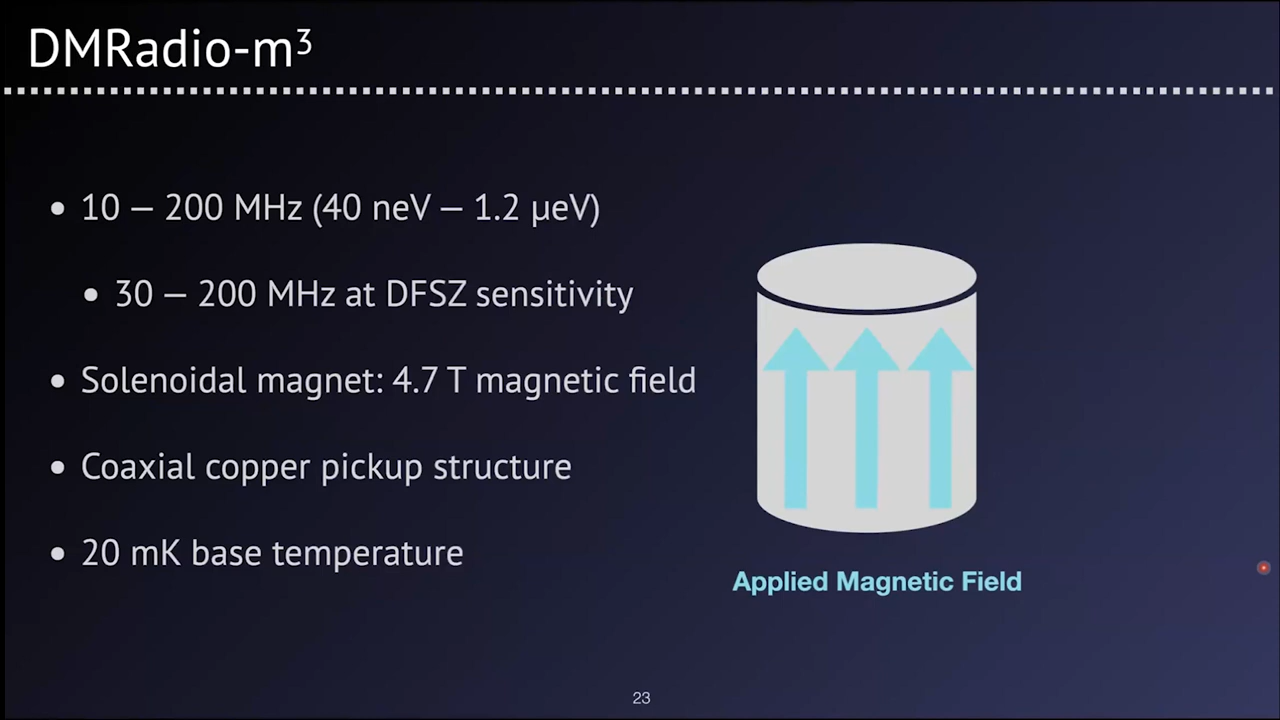 DMRadio-m³
• 10 — 200 MHz (40 neV — 1.2 µeV)
• 30 — 200 MHz at DFSZ sensitivity
• Solenoidal magnet: 4.7 T magnetic field
• Coaxial copper pickup structure
• 20 mK base temperature
Applied Magnetic Field
23